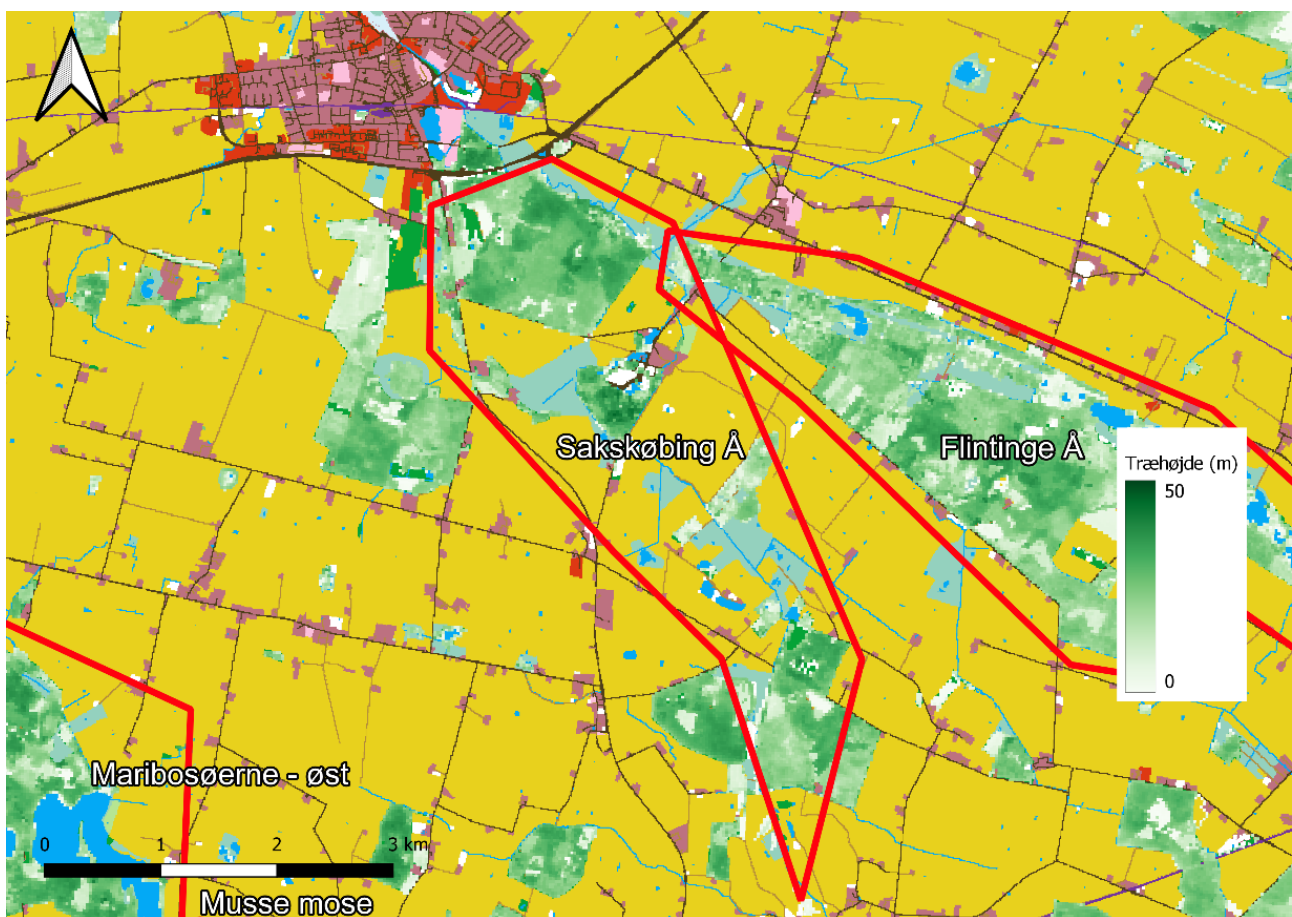 Sakskøbing Å
Flintinge Å
Træhøjde (m)
50
0
Maribosøerne - øst
0 1 2 3 km
Musse mose